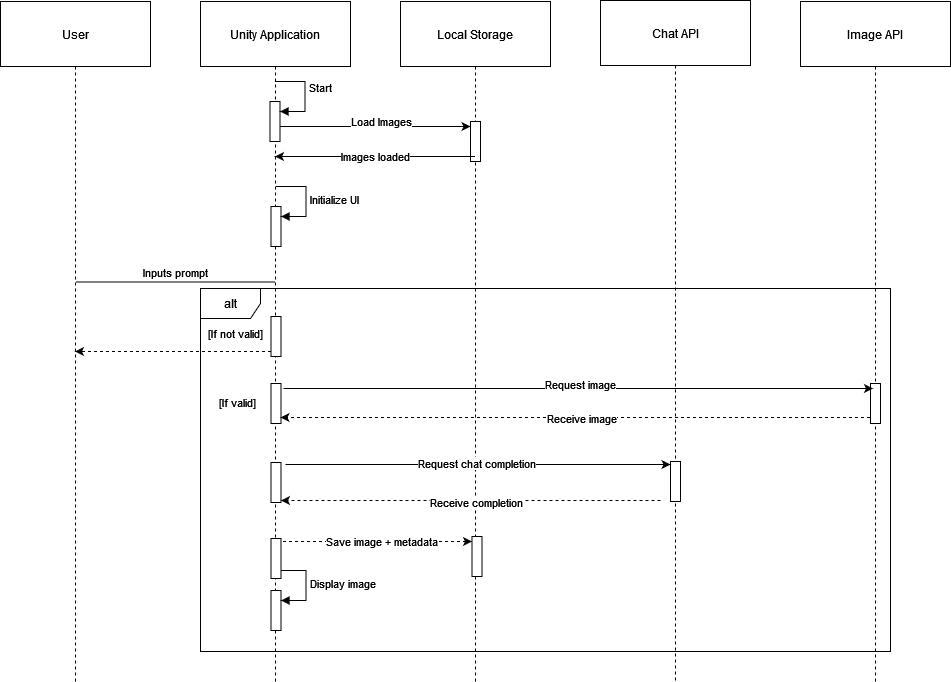 User
Unity Application
Local Storage
Chat API
Image API
Start
Load Images
Images loaded
Initialize UI
Inputs prompt
alt
[If not valid]
Request image
[If valid]
Receive image
Request chat completion
Receive completion
Save image + metadata
Display image